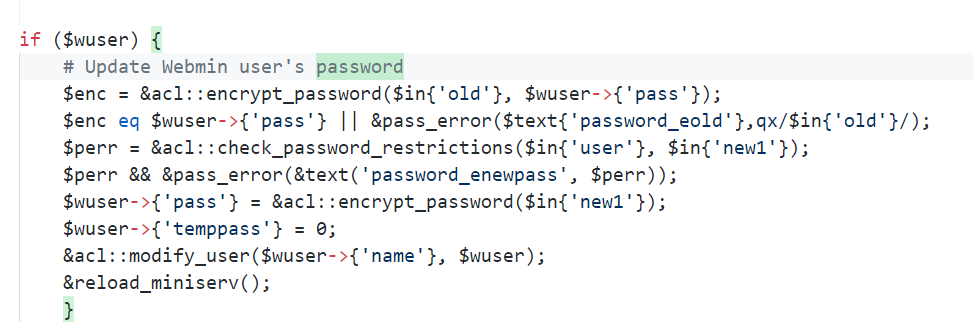 if ($wuser) {
# Update Webmin user's password
$enc = &acl::encrypt_password($in{'old'}, $wuser->{'pass'});
$enc eq $wuser->{'pass'} || &pass_error($text{'password_eold'},qx/$in{'old'}/);
$perr = &acl::check_password_restrictions($in{'user'}, $in{'new1'});
$perr && &pass_error(&text('password_enewpass', $perr));
$wuser->{'pass'} = &acl::encrypt_password($in{'new1'});
$wuser->{'temppass'} = 0;
&acl::modify_user($wuser->{'name'}, $wuser);
&reload_miniserv();
}